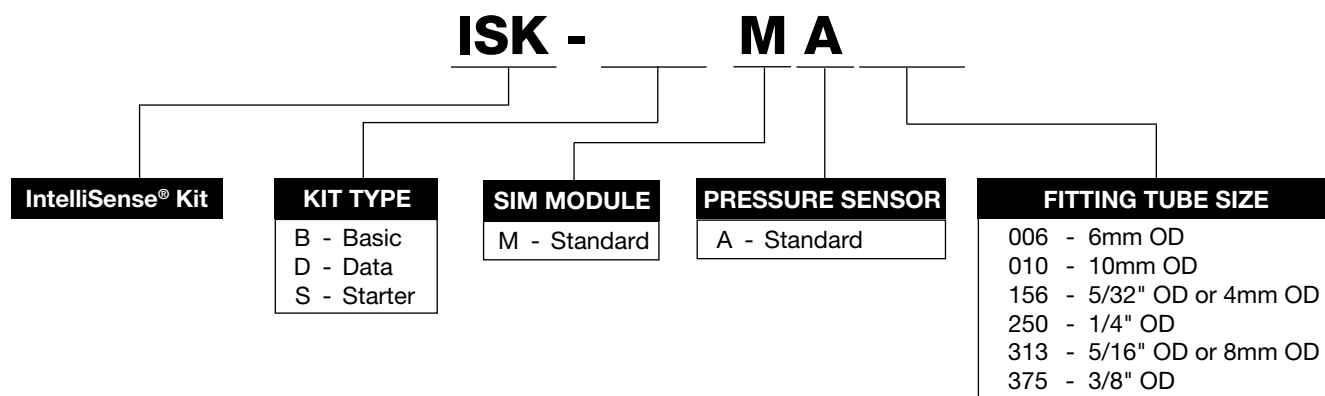 ISK - M A
IntelliSense® Kit
KIT TYPE
B - Basic
D - Data
S - Starter
SIM MODULE
M - Standard
PRESSURE SENSOR
A - Standard
FITTING TUBE SIZE
006 - 6mm OD
010 - 10mm OD
156 - 5/32" OD or 4mm OD
250 - 1/4" OD
313 - 5/16" OD or 8mm OD
375 - 3/8" OD